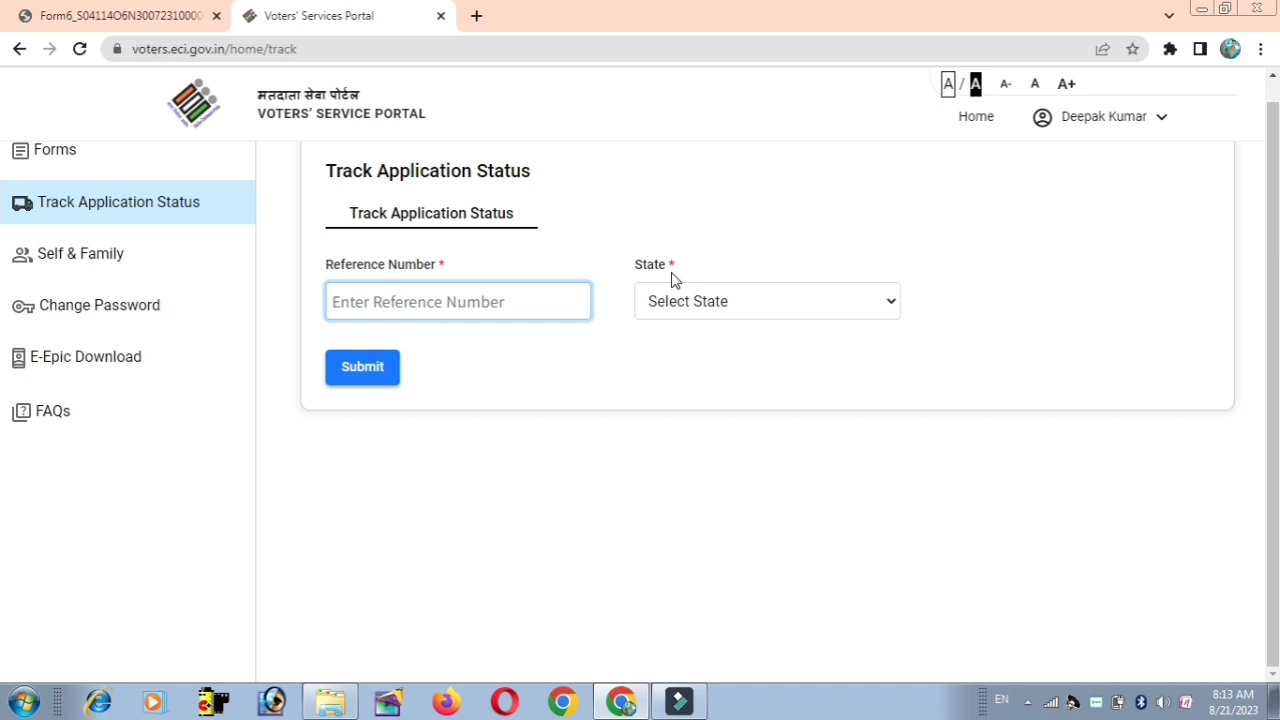 Form6_S04114O6N30072310000
Voters' Services Portal
voters.eci.gov.in/home/track
मतदाता सेवा पोर्टल
VOTERS' SERVICE PORTAL
A / A A- A A+
Home
Deepak Kumar
Forms
Track Application Status
Self & Family
Change Password
E-Epic Download
FAQs
Track Application Status
Track Application Status
Reference Number *
State *
Enter Reference Number
Select State
Submit
EN
8:13 AM
8/21/2023